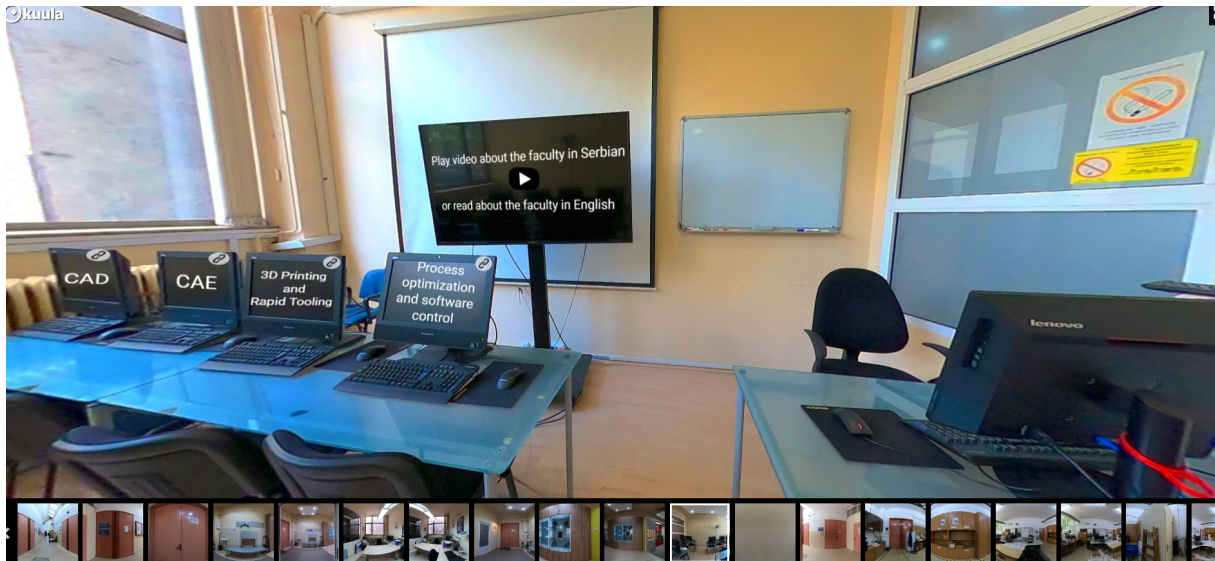 kuula
Play video about the faculty in Serbian
or read about the faculty in English
CAD
CAE
3D Printing
and
Rapid Tooling
Process
optimization
and software
control
lenovo